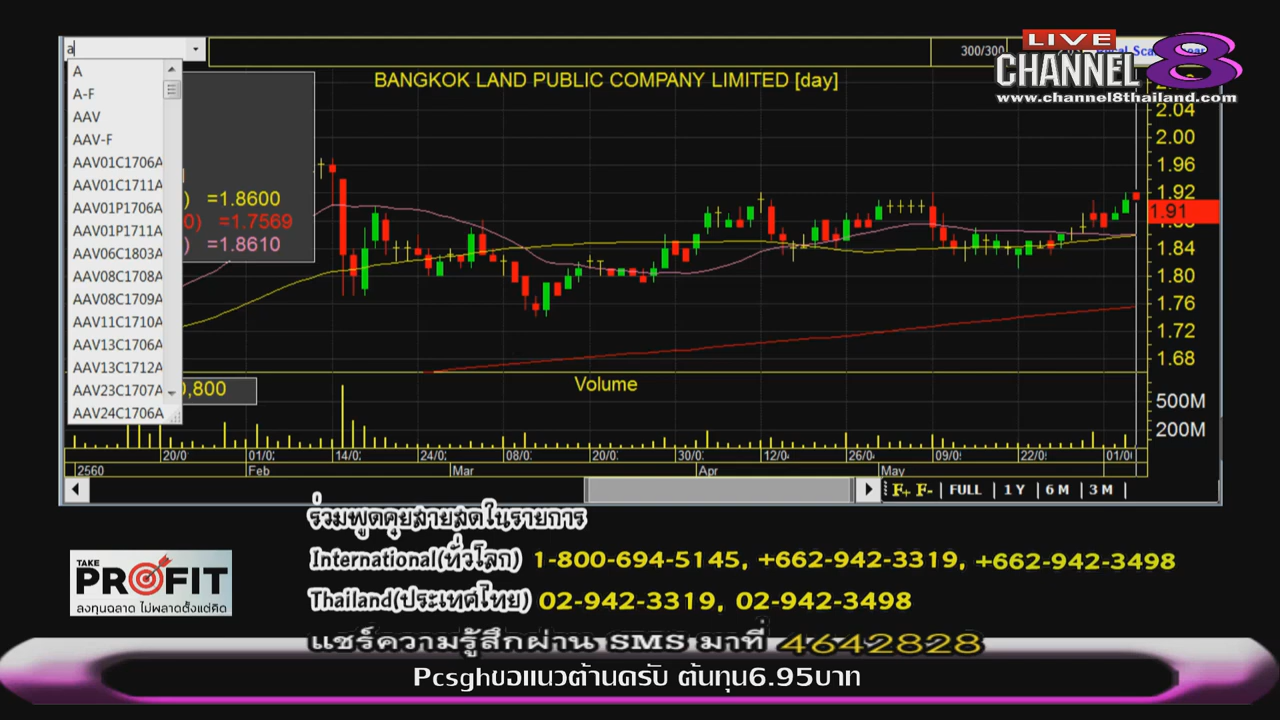 a
300/300
LIVE
CHANNEL 8
www.channel8thailand.com
A
A-F
AAV
AAV-F
AAV01C1706A
AAV01C1711A
AAV01P1706A
AAV01P1711A
AAV06C1803A
AAV08C1708A
AAV08C1709A
AAV11C1710A
AAV13C1706A
AAV13C1712A
AAV23C1707A
AAV24C1706A
BANGKOK LAND PUBLIC COMPANY LIMITED [day]
) =1.8600
0) =1.7569
) =1.8610
2.04
2.00
1.96
1.92
1.91
1.84
1.80
1.76
1.72
1.68
0,800
Volume
500M
200M
20/0 01/0 14/0 24/0 08/0 20/0 30/0 12/0 26/0 09/0 22/0 01/0
2560 Feb Mar Apr May
F+ F- FULL 1 Y 6 M 3 M
ร่วมพูดคุยสายสดในรายการ
International(ทั่วโลก) 1-800-694-5145, +662-942-3319, +662-942-3498
TAKE
PROFIT
ลงทุนฉลาด ไม่พลาดตั้งแต่คิด
Thailand(ประเทศไทย) 02-942-3319, 02-942-3498
แชร์ความรู้สึกผ่าน SMS มาที่ 4642828
Pcsghขอแนวต้านครับ ต้นทุน6.95บาท